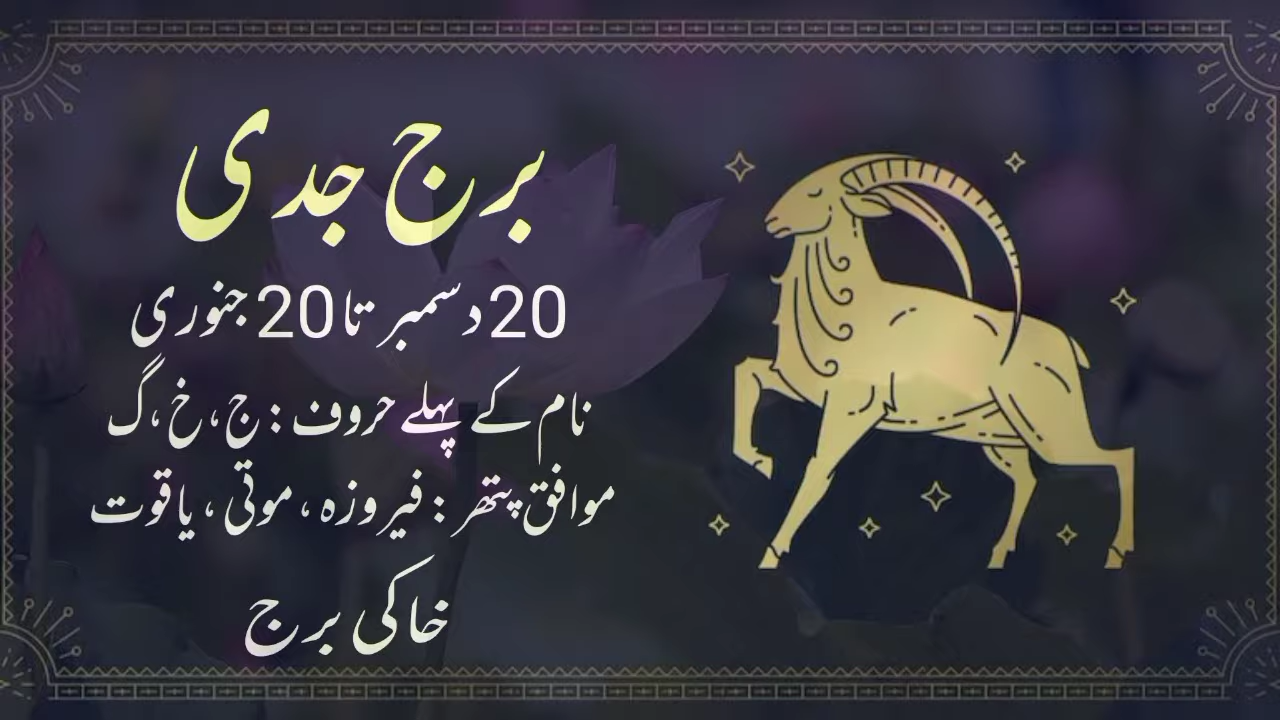 برج جدی
20 دسمبر تا 20 جنوری
نام کے پہلے حروف : ج، خ، گ
موافق پتھر : فیروزہ ، موتی ، یاقوت
خاکی برج